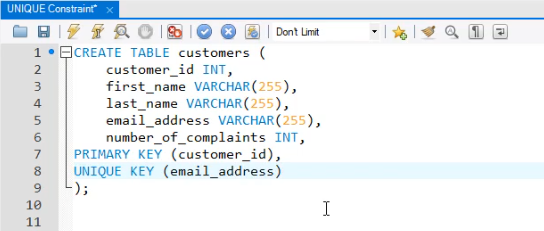 UNIQUE Constraint*
Don't Limit
1 CREATE TABLE customers (
2 customer_id INT,
3 first_name VARCHAR(255),
4 last_name VARCHAR(255),
5 email_address VARCHAR(255),
6 number_of_complaints INT,
7 PRIMARY KEY (customer_id),
8 UNIQUE KEY (email_address)
9 );
10
11